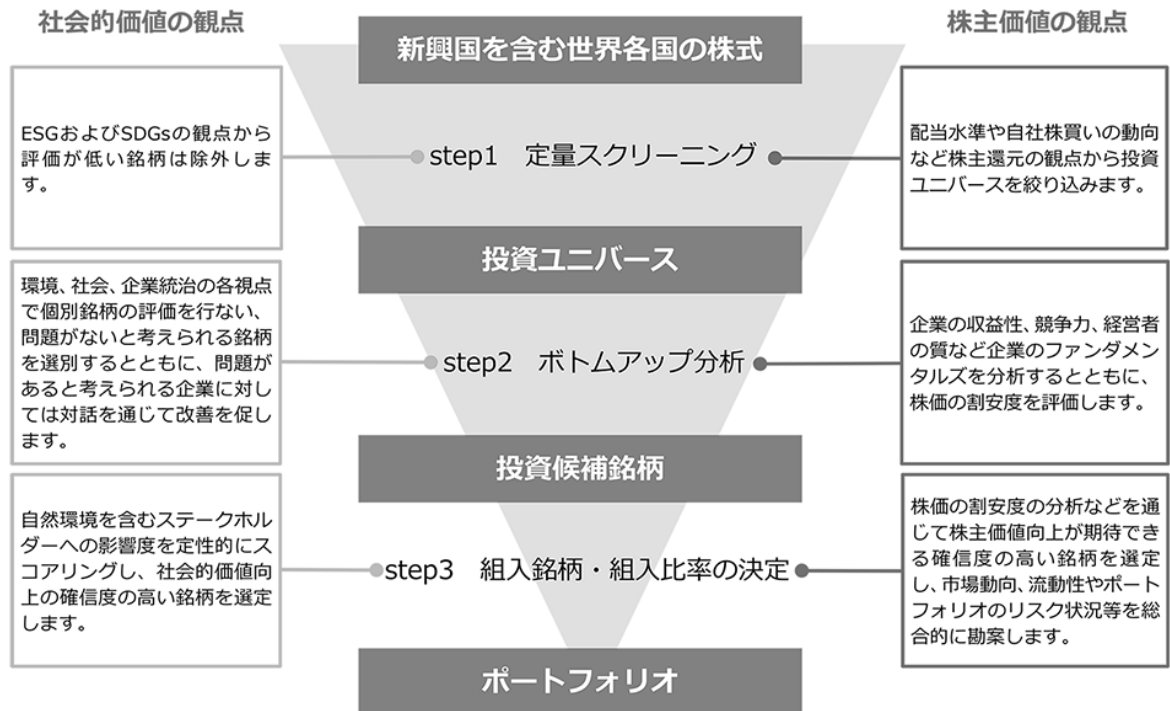 社会的価値の観点
新興国を含む世界各国の株式
株主価値の観点
ESGおよびSDGsの観点から
評価が低い銘柄は除外しま
す。
step1　定量スクリーニング
配当水準や自社株買いの動向
など株主還元の観点から投資
ユニバースを絞り込みます。
投資ユニバース
環境、社会、企業統治の各視点
で個別銘柄の評価を行ない、
問題がないと考えられる銘柄
を選別するとともに、問題が
あると考えられる企業に対し
ては対話を通じて改善を促し
ます。
step2　ボトムアップ分析
企業の収益性、競争力、経営者
の質など企業のファンダメン
タルズを分析するとともに、
株価の割安度を評価します。
投資候補銘柄
自然環境を含むステークホル
ダーへの影響度を定性的にス
コアリングし、社会的価値向
上の確信度の高い銘柄を選定
します。
step3　組入銘柄・組入比率の決定
株価の割安度の分析などを通
じて株主価値向上が期待でき
る確信度の高い銘柄を選定
し、市場動向、流動性やポート
フォリオのリスク状況等を総
合的に勘案します。
ポートフォリオ